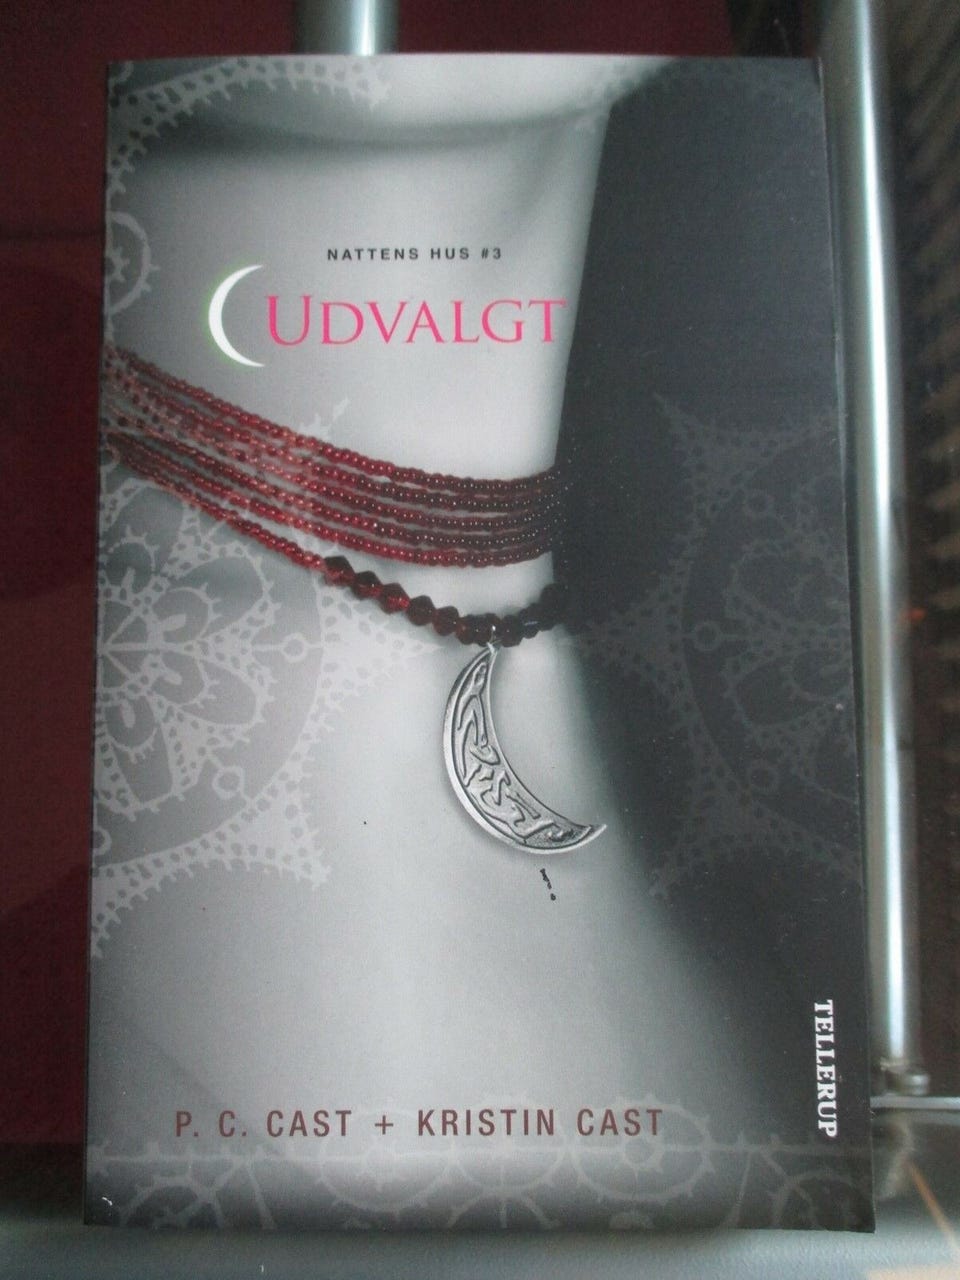 NATTENS HUS #3
UDVALGT
TELLERUP
P. C. CAST + KRISTIN CAST